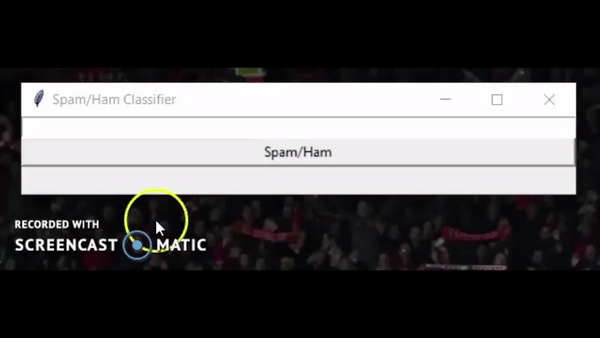 Spam/Ham Classifier
Spam/Ham
RECORDED WITH
SCREENCAST MATIC